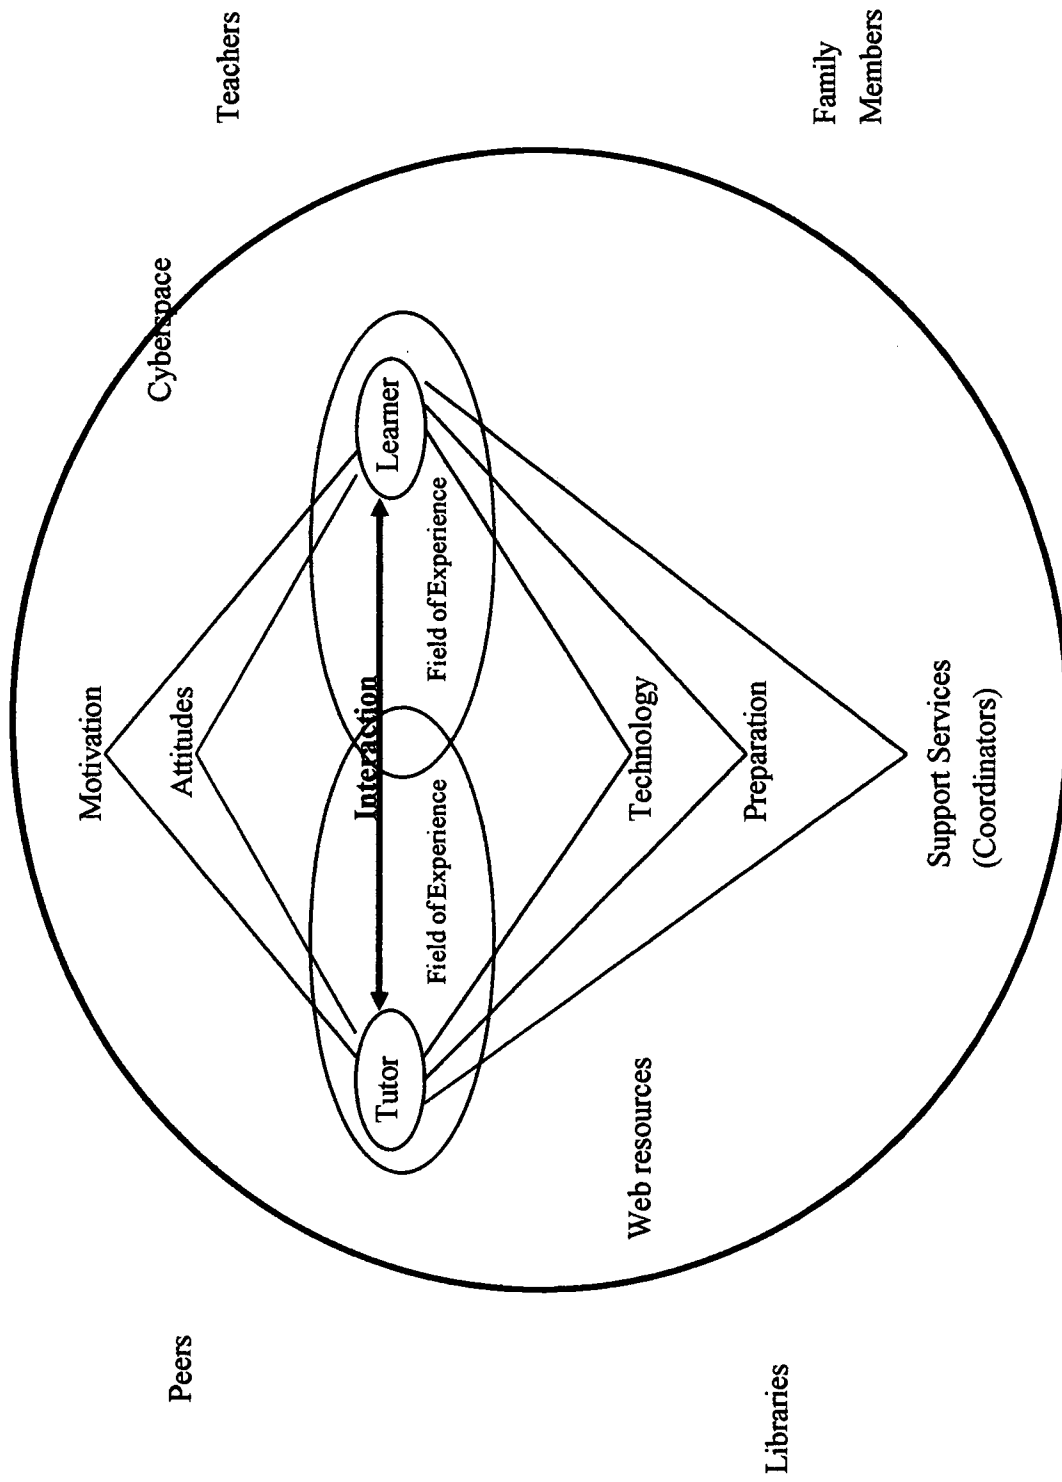 Peers
Teachers
Cyberspace
Motivation
Attitudes
Interaction
Tutor
Learner
Field of Experience
Field of Experience
Web resources
Technology
Preparation
Libraries
Family
Members
Support Services
(Coordinators)